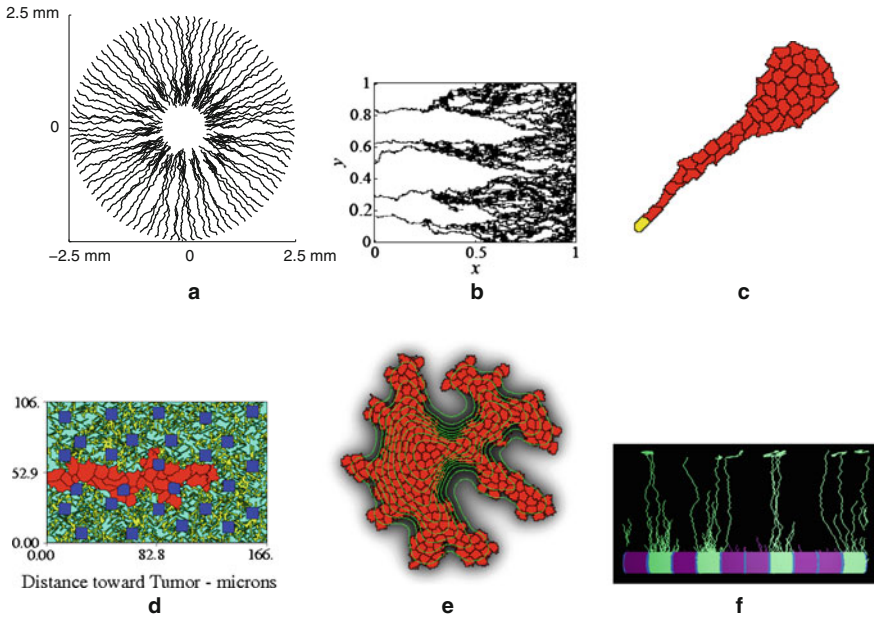 2.5 mm
0
−2.5 mm 0 2.5 mm
a
1
0.8
0.6
y
0.4
0.2
0
0 0.5 1
x
b
c
106.
52.9
0.00
0.00 82.8 166.
Distance toward Tumor - microns
d
e
f